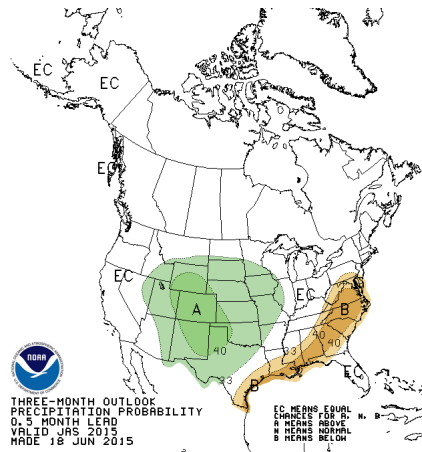 EC
EC
EC
EC
EC
A
B
40
33
40
40
33
B
EC
NOAA
THREE-MONTH OUTLOOK
PRECIPITATION PROBABILITY
0.5 MONTH LEAD
VALID JAS 2015
MADE 18 JUN 2015
EC MEANS EQUAL
CHANCES FOR A, N, B
A MEANS ABOVE
N MEANS NORMAL
B MEANS BELOW